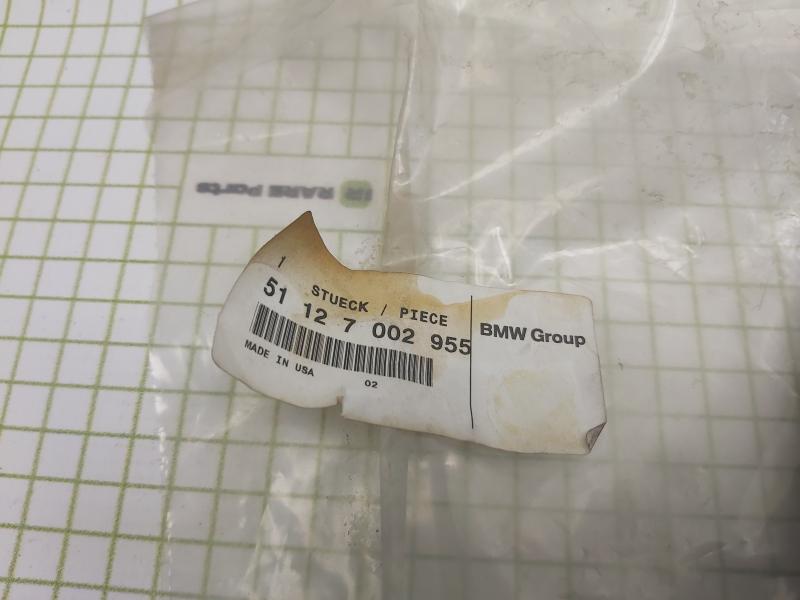 RARE Parts
1 STUECK / PIECE
51 12 7 002 955
MADE IN USA
02
BMW Group